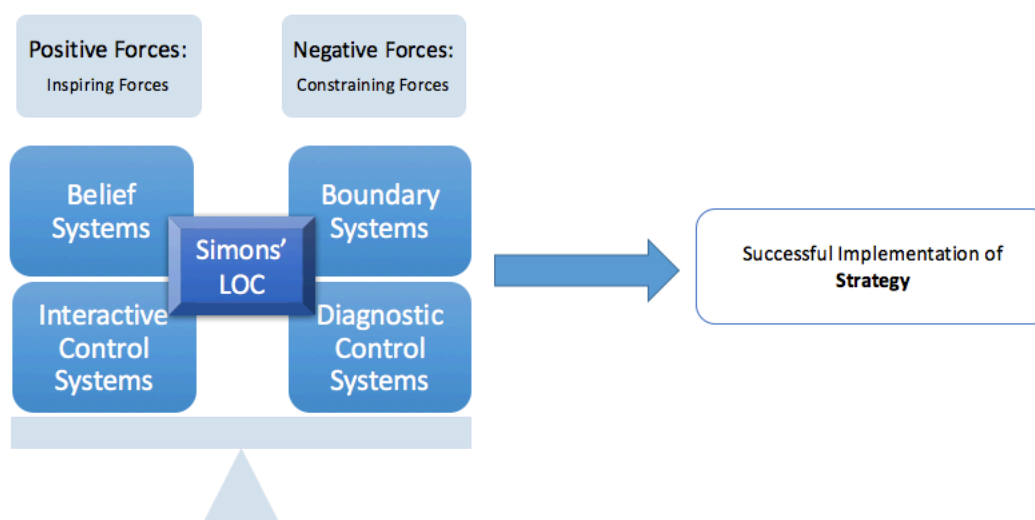 Positive Forces:
Inspiring Forces
Negative Forces:
Constraining Forces
Belief
Systems
Boundary
Systems
Simons’
LOC
Interactive
Control
Systems
Diagnostic
Control
Systems
Successful Implementation of
Strategy